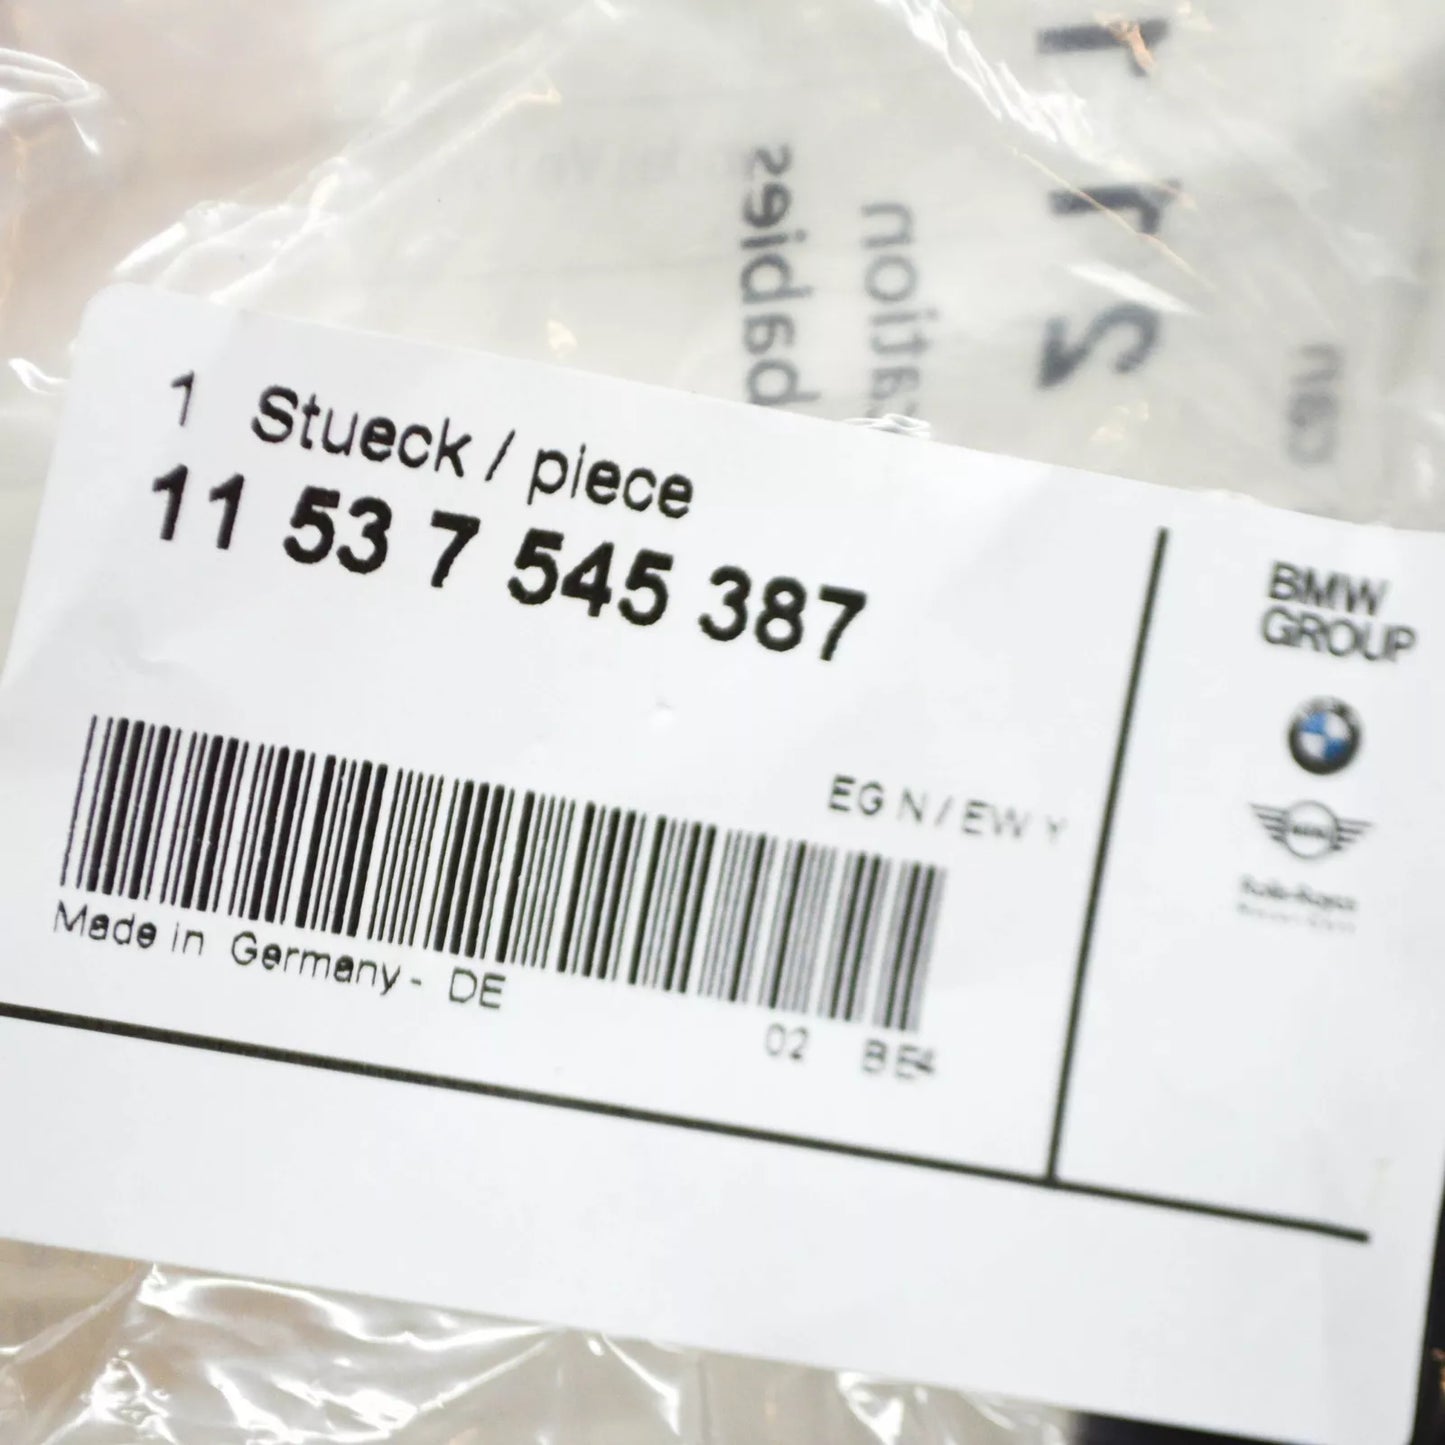 1 Stueck / piece
11 53 7 545 387
EG N / EW Y
Made in Germany - DE
02 BE4
BMW
GROUP